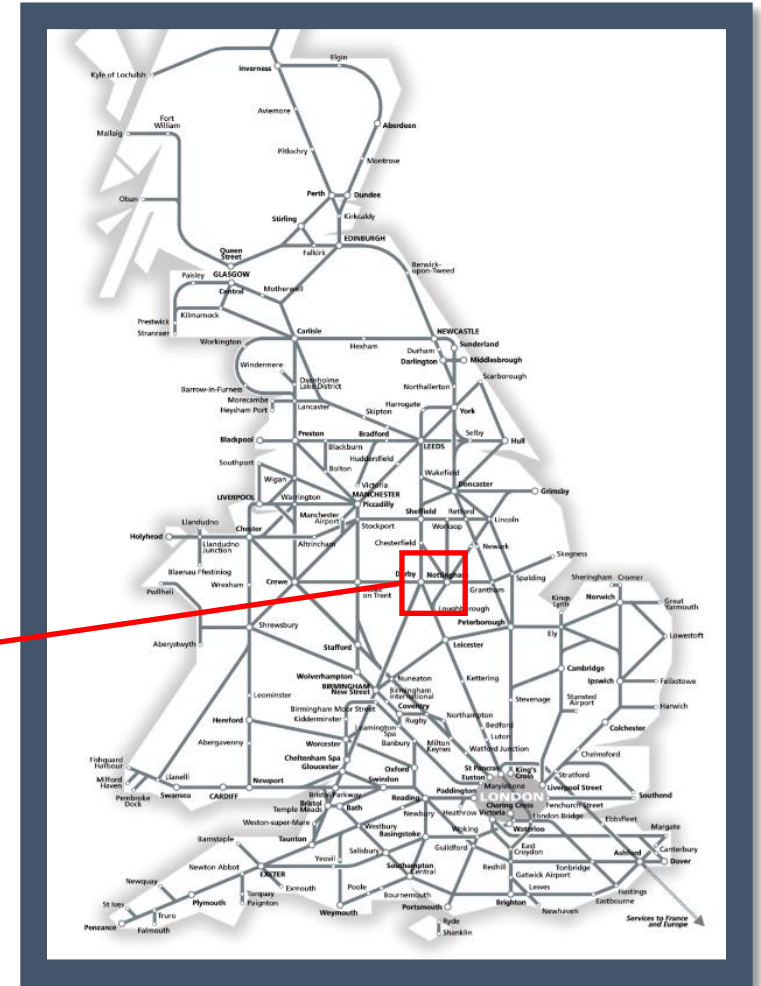 Elgin
Inverness
Kyle of Lochalsh
Aviemore
Fort
William
Mallaig
Aberdeen
Pitlochry
Montrose
Perth
Dundee
Oban
Stirling
Kirkcaldy
EDINBURGH
Queen
Street
Falkirk
Berwick-
upon-Tweed
Paisley
GLASGOW
Central
Motherwell
Kilmarnock
Prestwick
Stranraer
Carlisle
NEWCASTLE
Workington
Hexham
Sunderland
Durham
Darlington
Middlesbrough
Windermere
Scarborough
Oxenholme
Lake District
Barrow-in-Furness
Northallerton
Morecambe
Heysham Port
Lancaster
Harrogate
York
Skipton
Blackpool
Preston
Bradford
Selby
Hull
Blackburn
LEEDS
Huddersfield
Southport
Bolton
Wakefield
Wigan
Victoria
Doncaster
Grimsby
LIVERPOOL
Warrington
MANCHESTER
Piccadilly
Sheffield
Retford
Manchester
Airport
Stockport
Worksop
Lincoln
Llandudno
Chester
Holyhead
Llandudno
Junction
Altrincham
Chesterfield
Newark
Skegness
Blaenau Ffestiniog
Derby
Nottingham
Pwllheli
Wrexham
Crewe
on Trent
Grantham
Spalding
Sheringham
Cromer
Kings
Lynn
Norwich
Great
Yarmouth
Loughborough
Peterborough
Shrewsbury
Aberystwyth
Stafford
Leicester
Ely
Lowestoft
Wolverhampton
BIRMINGHAM
New Street
Nuneaton
Birmingham
International
Kettering
Cambridge
Ipswich
Felixstowe
Leominster
Birmingham Moor Street
Coventry
Stevenage
Stansted
Airport
Harwich
Kidderminster
Rugby
Northampton
Hereford
Leamington
Spa
Bedford
Colchester
Abergavenny
Worcester
Banbury
Milton
Keynes
Luton
Watford Junction
Chelmsford
Fishguard
Harbour
Cheltenham Spa
Gloucester
Oxford
St Pancras
King's
Cross
Euston
Stratford
Milford
Haven
Llanelli
Newport
Swindon
Marylebone
Liverpool Street
Pembroke
Dock
Swansea
CARDIFF
Bristol Parkway
Reading
Paddington
LONDON
Southend
Bristol
Temple Meads
Bath
Newbury
Heathrow
Victoria
Charing Cross
Fenchurch Street
London Bridge
Ebbsfleet
Weston-super-Mare
Westbury
Basingstoke
Woking
Waterloo
Margate
Barnstaple
Taunton
Salisbury
Guildford
East
Croydon
Canterbury
Ashford
Dover
Newton Abbot
Yeovil
Southampton
Central
Redhill
Tonbridge
Gatwick Airport
EXETER
Newquay
Exmouth
Poole
Lewes
Hastings
St Ives
Torquay
Paignton
Bournemouth
Eastbourne
Plymouth
Weymouth
Portsmouth
Brighton
Newhaven
Truro
Penzance
Falmouth
Ryde
Shanklin
Services to France
and Europe